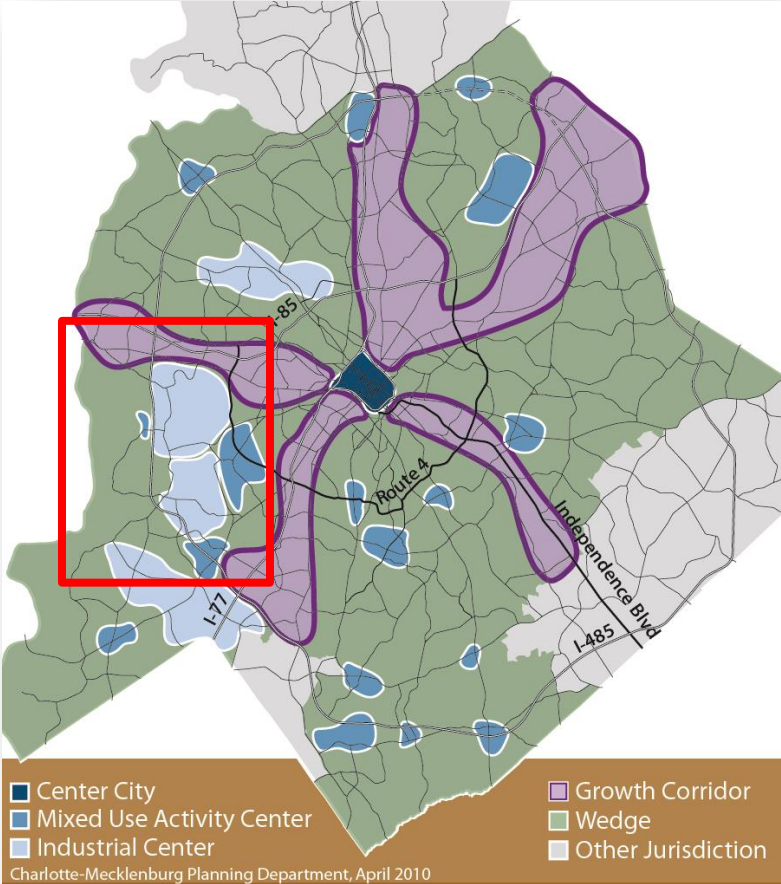 I-85
Route 4
Independence Blvd
I-77
I-485
Center City
Mixed Use Activity Center
Industrial Center
Growth Corridor
Wedge
Other Jurisdiction
Charlotte-Mecklenburg Planning Department, April 2010